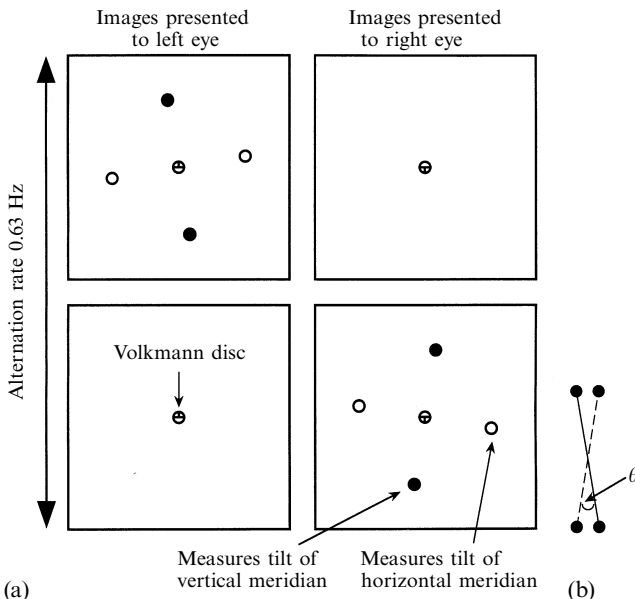 Images presented
to left eye
Images presented
to right eye
Alternation rate 0.63 Hz
Volkmann disc
θ
Measures tilt of
vertical meridian
Measures tilt of
horizontal meridian
(a)
(b)